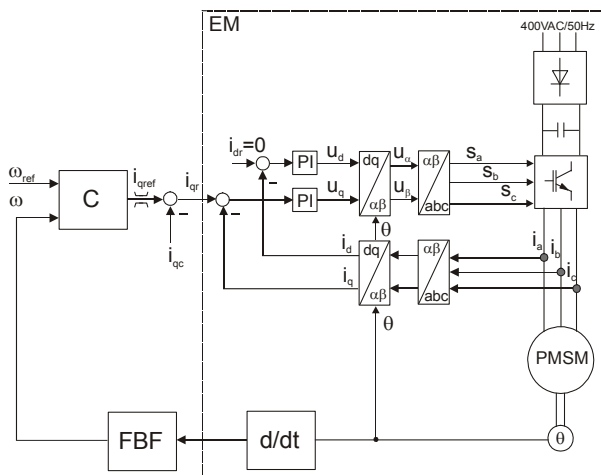 EM
400VAC/50Hz
i_dr=0
PI
u_d
dq
αβ
u_α
u_β
αβ
abc
s_a
s_b
s_c
ω_ref
ω
C
i_qref
i_qr
i_qc
PI
u_q
θ
i_d
i_q
dq
αβ
αβ
abc
i_a
i_b
i_c
θ
PMSM
FBF
d/dt
θ